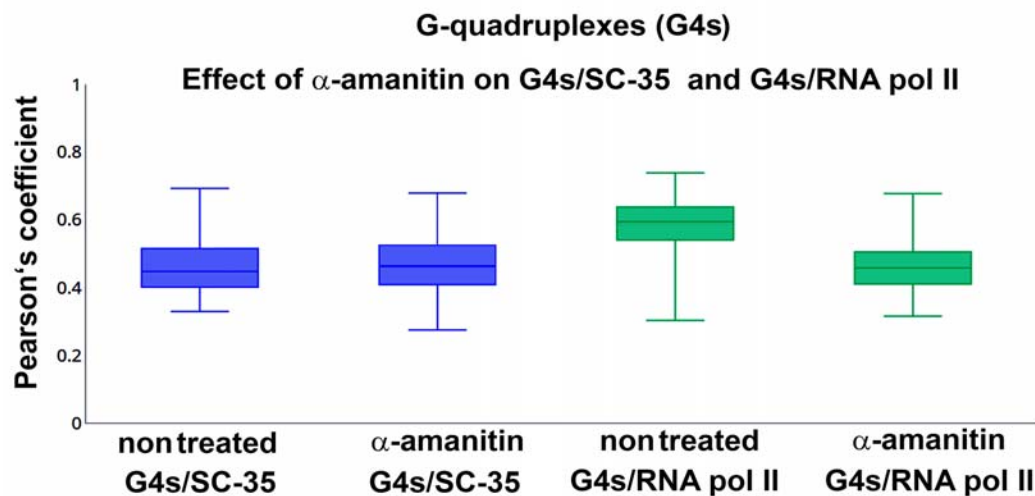 G-quadruplexes (G4s)
Effect of α-amanitin on G4s/SC-35 and G4s/RNA pol II
Pearson‘s coefficient
1
0.8
0.6
0.4
0.2
0
non treated α-amanitin non treated α-amanitin
G4s/SC-35 G4s/SC-35 G4s/RNA pol II G4s/RNA pol II